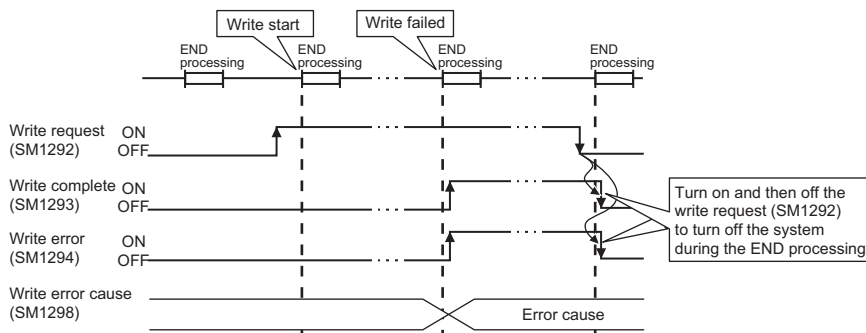 Write start
Write failed
END
processing
END
processing
END
processing
END
processing
Write request
(SM1292)
ON
OFF
Write complete
(SM1293)
ON
OFF
Write error
(SM1294)
ON
OFF
Write error cause
(SM1298)
Error cause
Turn on and then off the
write request (SM1292)
to turn off the system
during the END processing